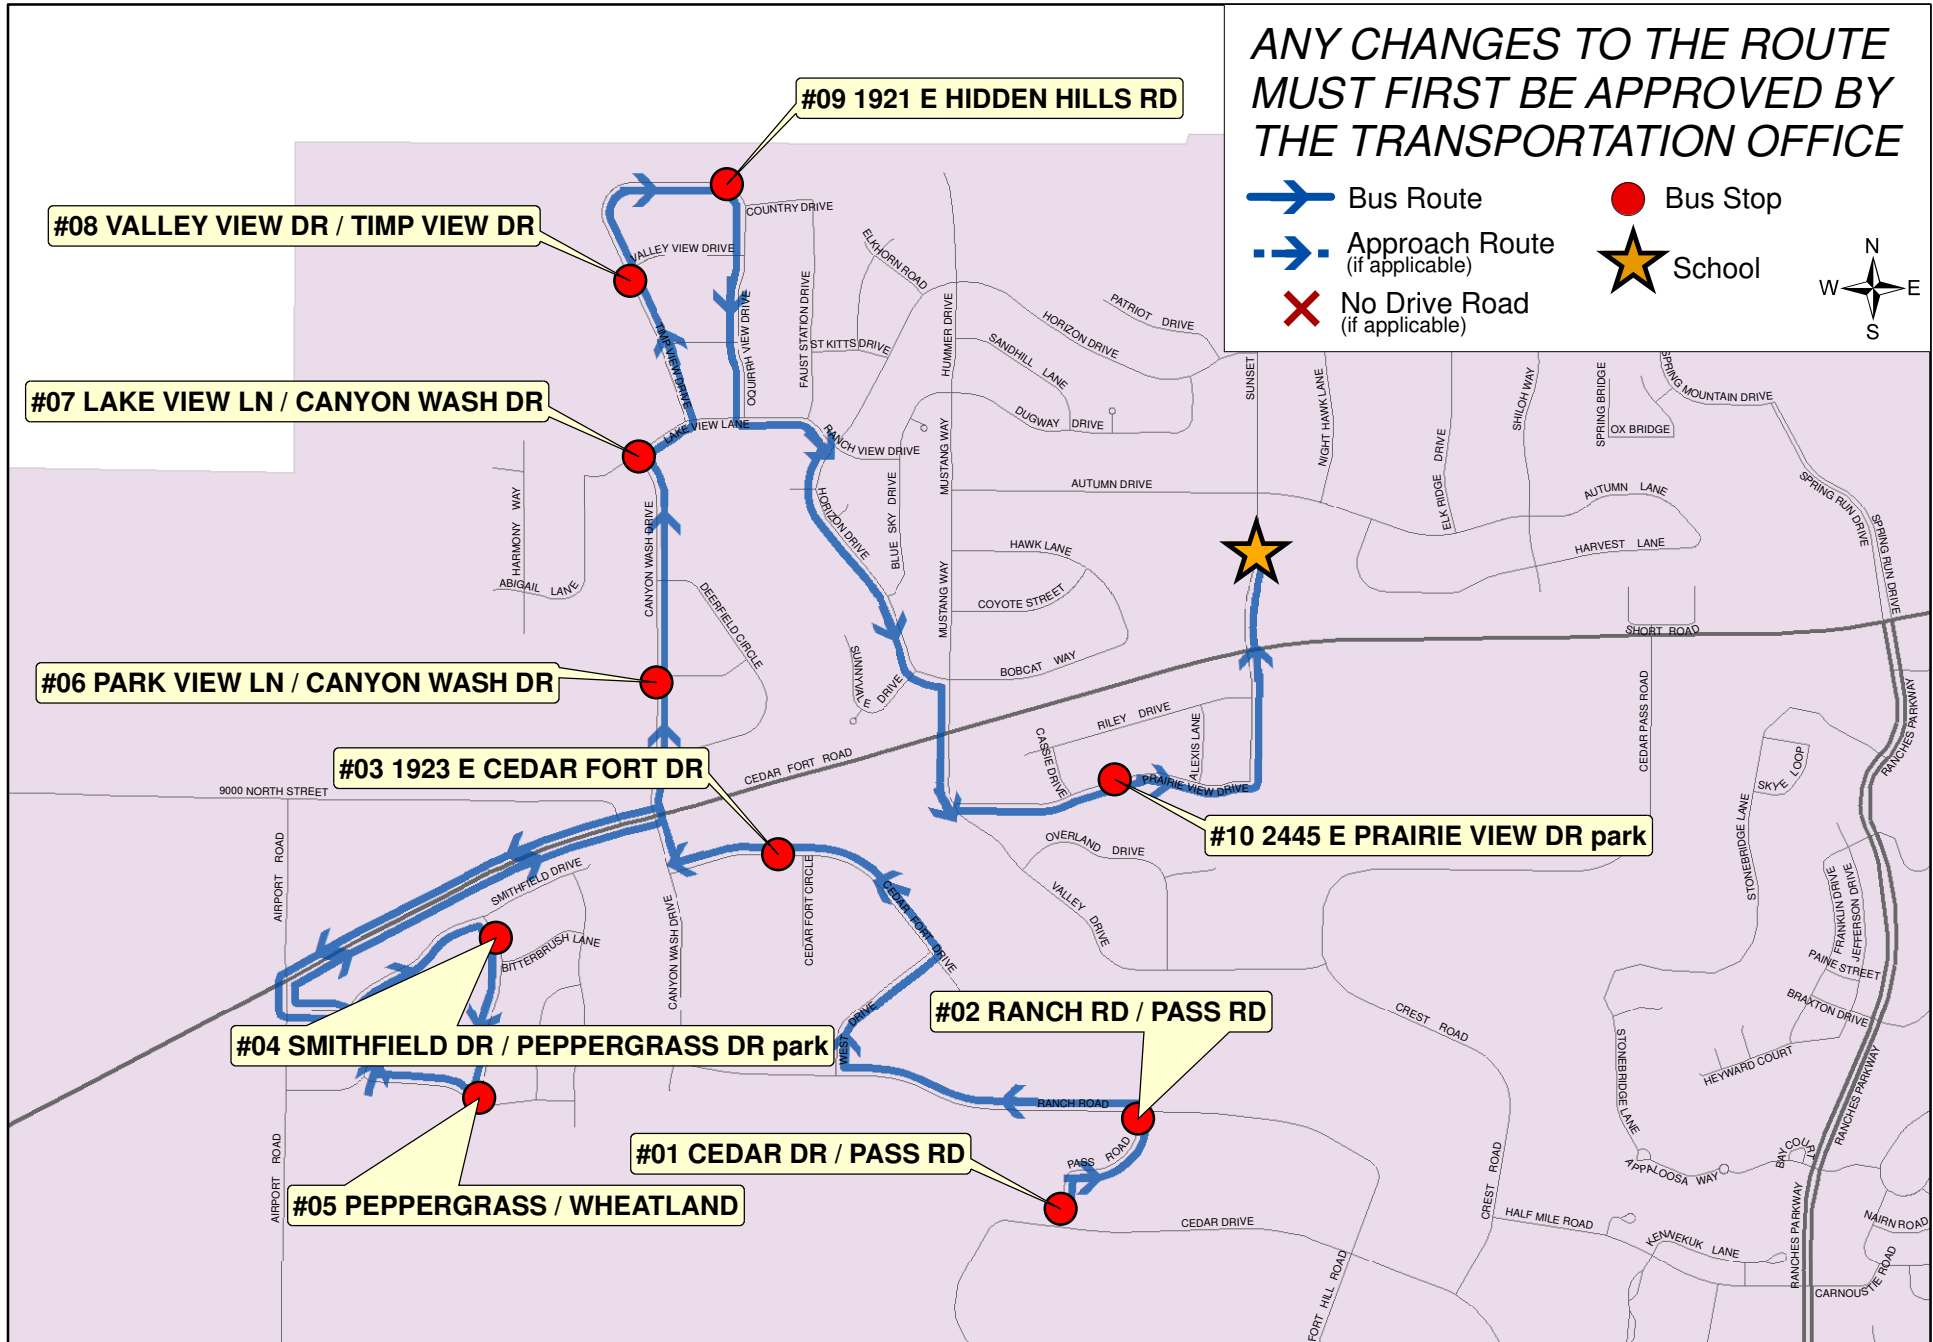 ANY CHANGES TO THE ROUTE
MUST FIRST BE APPROVED BY
THE TRANSPORTATION OFFICE
Bus Route
Bus Stop
Approach Route
(if applicable)
School
No Drive Road
(if applicable)
N
W
E
S
#09 1921 E HIDDEN HILLS RD
#08 VALLEY VIEW DR / TIMP VIEW DR
#07 LAKE VIEW LN / CANYON WASH DR
#06 PARK VIEW LN / CANYON WASH DR
#03 1923 E CEDAR FORT DR
#10 2445 E PRAIRIE VIEW DR park
#02 RANCH RD / PASS RD
#04 SMITHFIELD DR / PEPPERGRASS DR park
#01 CEDAR DR / PASS RD
#05 PEPPERGRASS / WHEATLAND
COUNTRY DRIVE
VALLEY VIEW DRIVE
ELKHORN ROAD
FAUST STATION DRIVE
OQUIRRH VIEW DRIVE
TIMP VIEW DRIVE
ST KITTS DRIVE
HUMMER DRIVE
SANDHILL LANE
HORIZON DRIVE
PATRIOT DRIVE
DUGWAY DRIVE
SUNSET
NIGHT HAWK LANE
SHILOH WAY
SPRING BRIDGE
SPRING MOUNTAIN DRIVE
OX BRIDGE
ELK RIDGE DRIVE
LAKE VIEW LANE
RANCH VIEW DRIVE
MUSTANG WAY
AUTUMN DRIVE
AUTUMN LANE
HARVEST LANE
SPRING RUN DRIVE
SPRING RUN DRIVE
HARMONY WAY
ABIGAIL LANE
CANYON WASH DRIVE
HORIZON DRIVE
BLUE SKY DRIVE
HAWK LANE
COYOTE STREET
MUSTANG WAY
BOBCAT WAY
DEERFIELD CIRCLE
SUNNYVALE DRIVE
SHORT ROAD
CEDAR PASS ROAD
RANCHES PARKWAY
RILEY DRIVE
CASSIE DRIVE
ALEXIS LANE
PRAIRIE VIEW DRIVE
CEDAR FORT ROAD
9000 NORTH STREET
AIRPORT ROAD
SMITHFIELD DRIVE
BITTERBRUSH LANE
CANYON WASH DRIVE
CEDAR FORT CIRCLE
CEDAR FORT DRIVE
OVERLAND DRIVE
VALLEY DRIVE
SKYE LOOP
STONEBRIDGE LANE
FRANKLIN DRIVE
JEFFERSON DRIVE
PAINE STREET
BRAXTON DRIVE
HEYWARD COURT
STONEBRIDGE LANE
RANCHES PARKWAY
WEST DRIVE
RANCH ROAD
PASS ROAD
CREST ROAD
CREST ROAD
CEDAR DRIVE
FORT HILL ROAD
HALF MILE ROAD
KENNEKUK LANE
APPALOOSA WAY
BAY COURT
NAIRN ROAD
RANCHES PARKWAY
CARNOUSTIE ROAD
AIRPORT ROAD